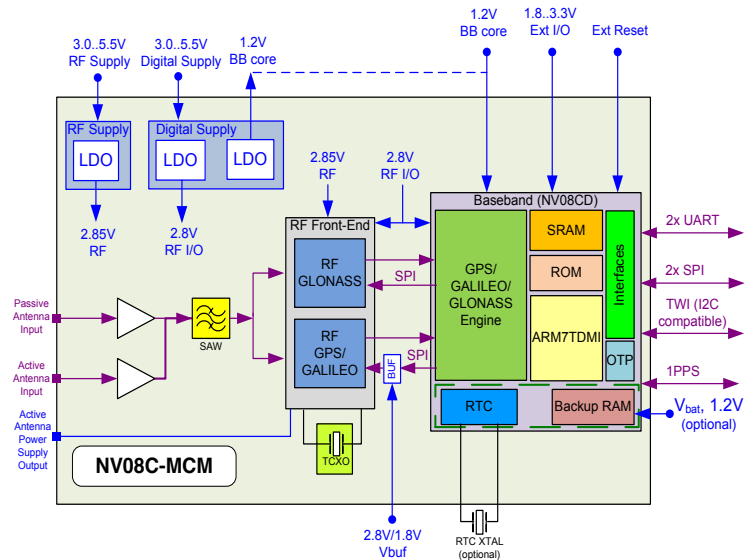 1.2V
BB core
1.8..3.3V
Ext I/O
Ext Reset
3.0..5.5V
RF Supply
3.0..5.5V
Digital Supply
1.2V
BB core
RF Supply
LDO
Digital Supply
LDO
LDO
2.85V
RF
2.8V
RF I/O
2.85V
RF
2.8V
RF I/O
RF Front-End
RF
GLONASS
RF
GPS/
GALILEO
SPI
SPI
BUF
Baseband (NV08CD)
GPS/
GALILEO/
GLONASS
Engine
SRAM
ROM
ARM7TDMI
Interfaces
OTP
RTC
Backup RAM
2x UART
2x SPI
TWI (I2C
compatible)
1PPS
Vbat, 1.2V
(optional)
Passive
Antenna
Input
Active
Antenna
Input
Active
Antenna
Power
Supply
Output
SAW
TCXO
NV08C-MCM
2.8V/1.8V
Vbuf
RTC XTAL
(optional)